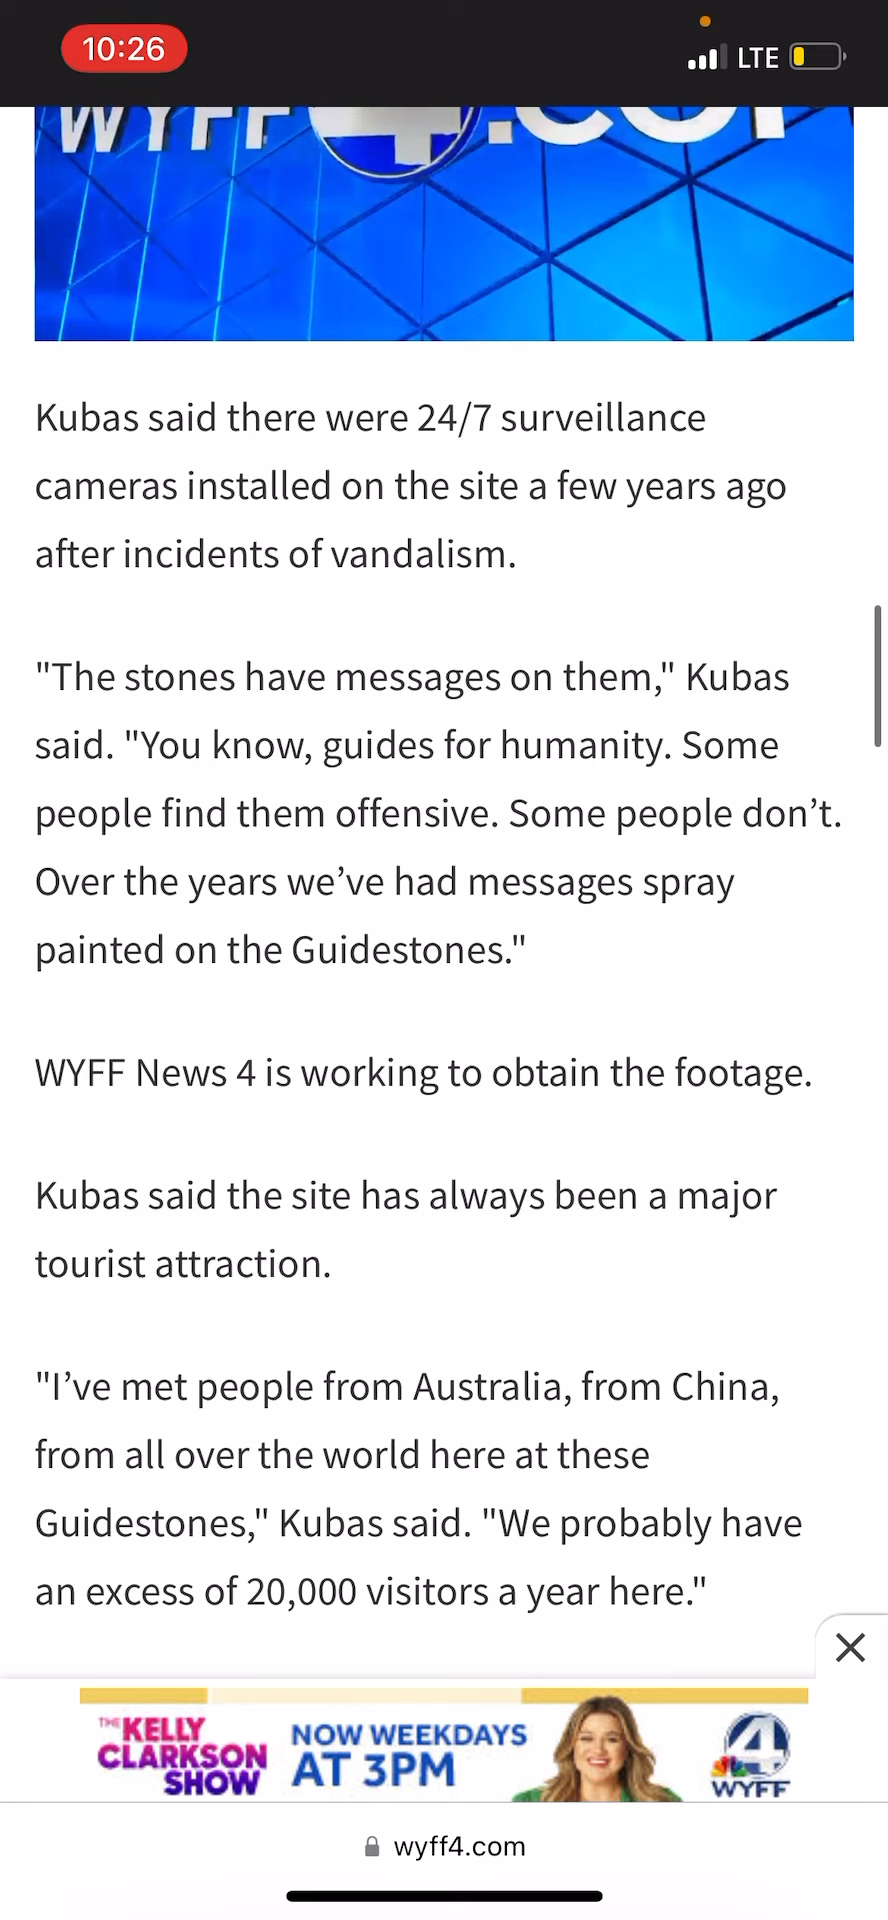 10:26
LTE
WYFF4.COM
Kubas said there were 24/7 surveillance
cameras installed on the site a few years ago
after incidents of vandalism.
"The stones have messages on them," Kubas
said. "You know, guides for humanity. Some
people find them offensive. Some people don’t.
Over the years we’ve had messages spray
painted on the Guidestones."
WYFF News 4 is working to obtain the footage.
Kubas said the site has always been a major
tourist attraction.
"I’ve met people from Australia, from China,
from all over the world here at these
Guidestones," Kubas said. "We probably have
an excess of 20,000 visitors a year here."
THE KELLY
CLARKSON
SHOW
NOW WEEKDAYS
AT 3PM
4
WYFF
wyff4.com